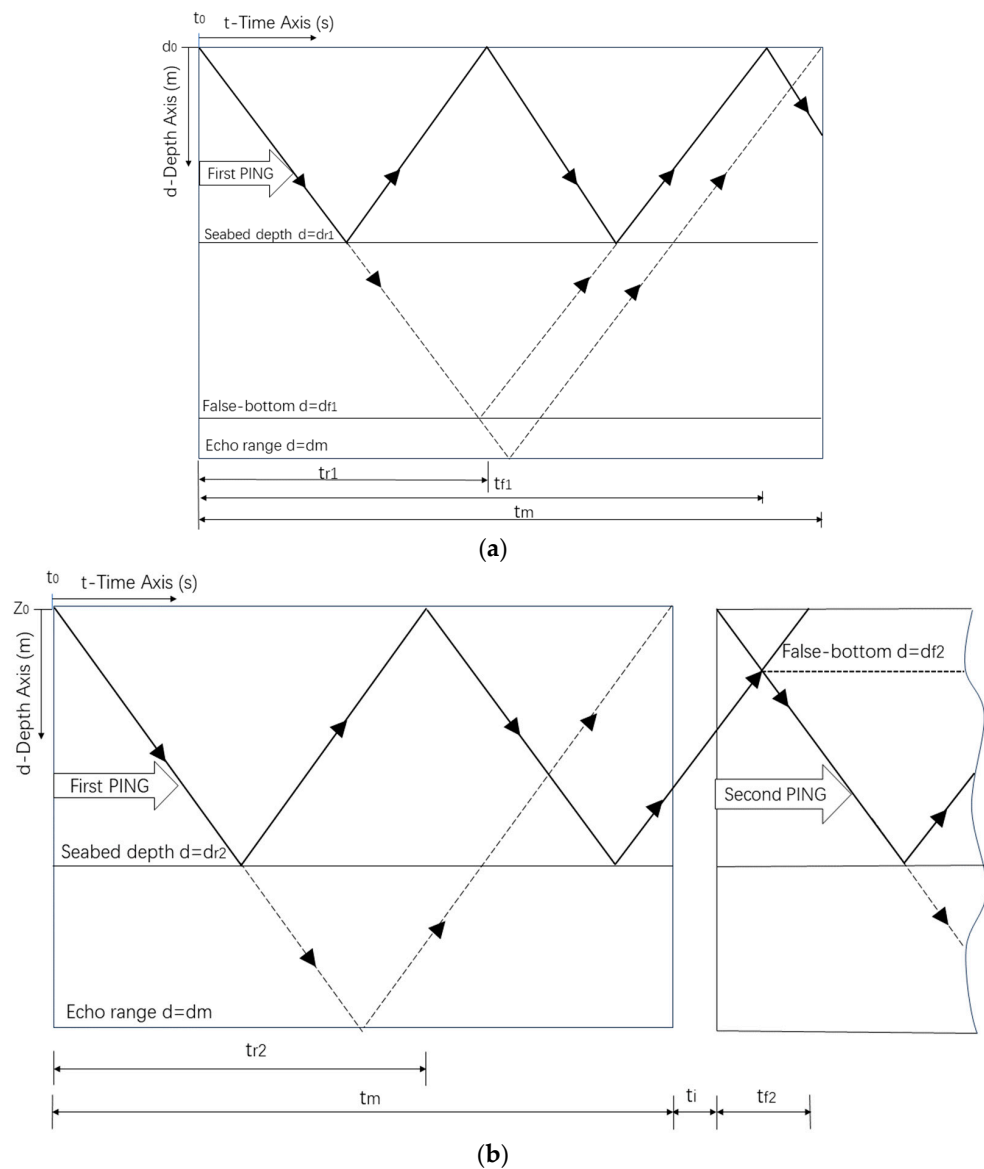 t0
t-Time Axis (s)
d0
d-Depth Axis (m)
First PING
Seabed depth d=dr1
False-bottom d=df1
Echo range d=dm
tr1
tf1
tm
(a)
t0
t-Time Axis (s)
Z0
d-Depth Axis (m)
False-bottom d=df2
First PING
Second PING
Seabed depth d=dr2
Echo range d=dm
tr2
tm
ti
tf2
(b)